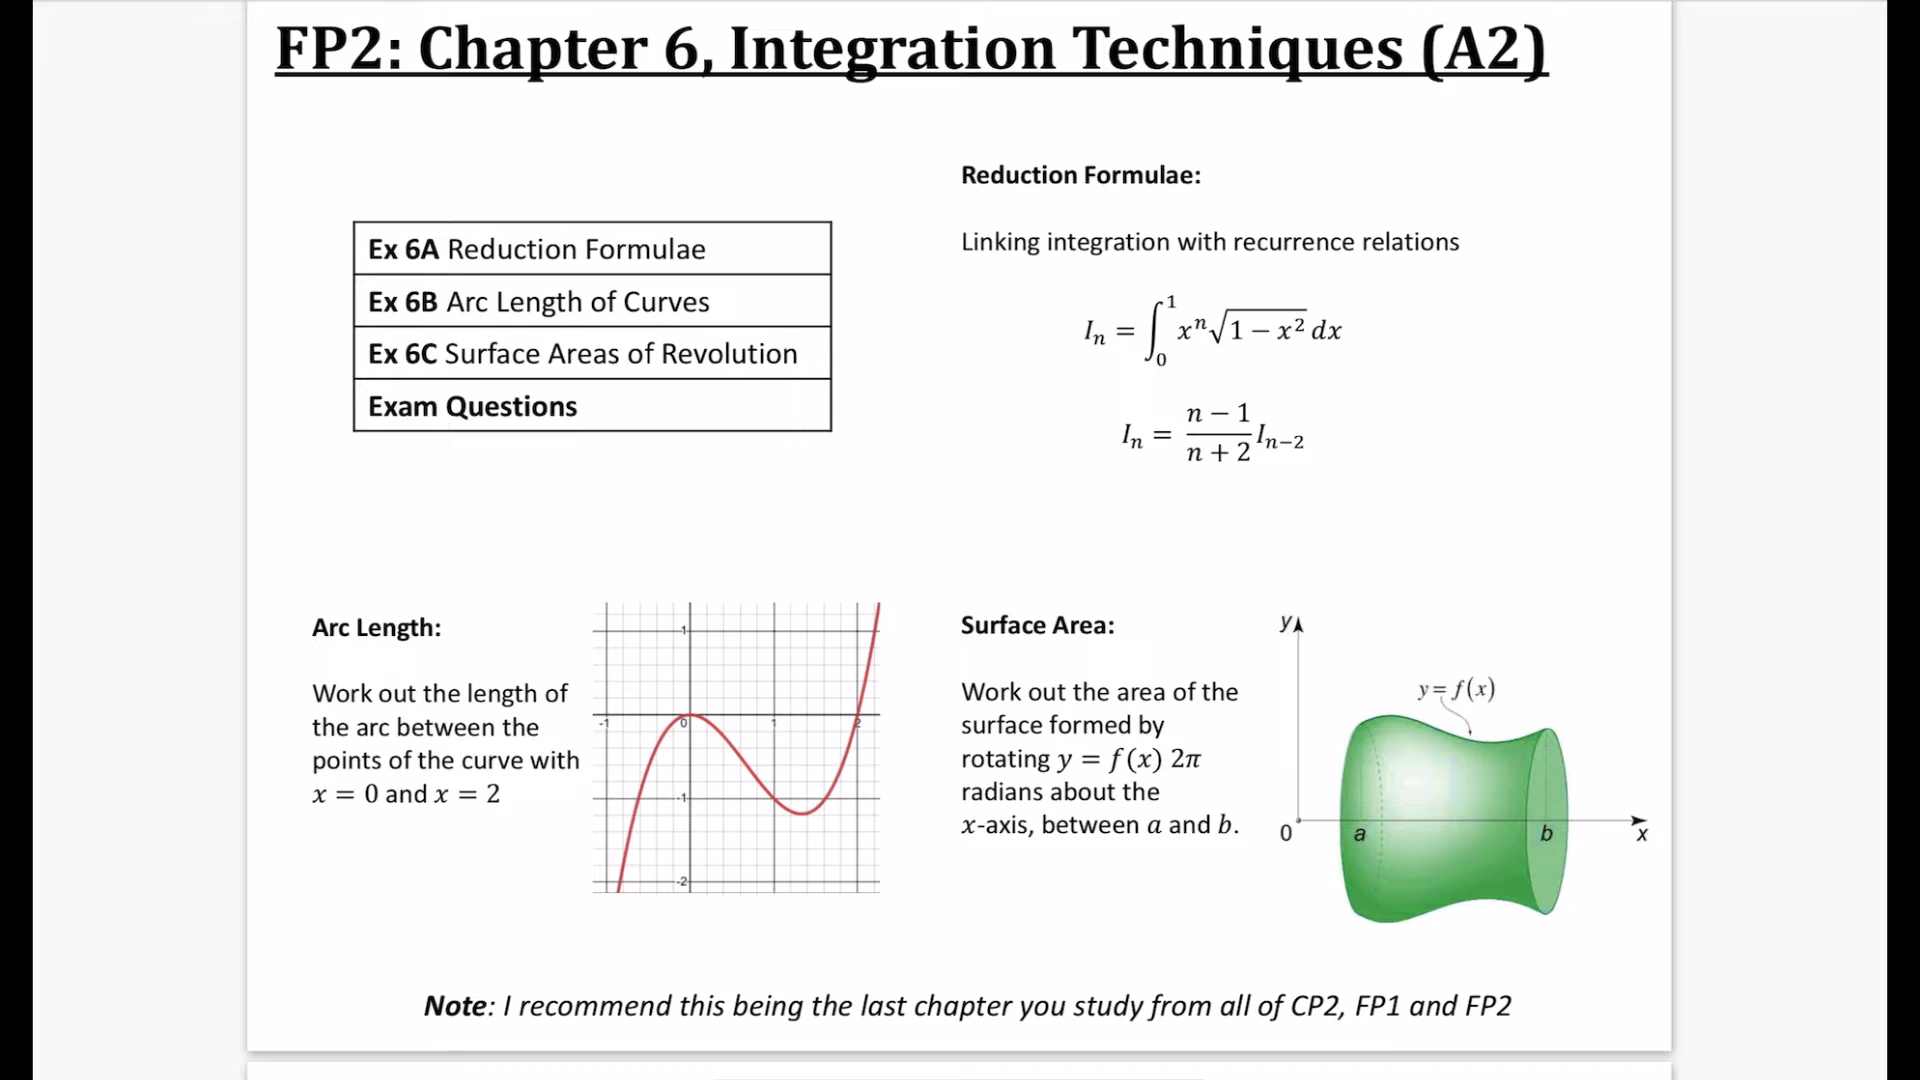 FP2: Chapter 6, Integration Techniques (A2)
Ex 6A Reduction Formulae
Ex 6B Arc Length of Curves
Ex 6C Surface Areas of Revolution
Exam Questions
Reduction Formulae:
Linking integration with recurrence relations
Iₙ = ∫₀¹ xⁿ√(1 − x²) dx
Iₙ = (n − 1)/(n + 2) Iₙ₋₂
Arc Length:
Work out the length of
the arc between the
points of the curve with
x = 0 and x = 2
1
-1 0 1 2
-1
-2
Surface Area:
Work out the area of the
surface formed by
rotating y = f(x) 2π
radians about the
x-axis, between a and b.
y
y = f(x)
0 a b x
Note: I recommend this being the last chapter you study from all of CP2, FP1 and FP2